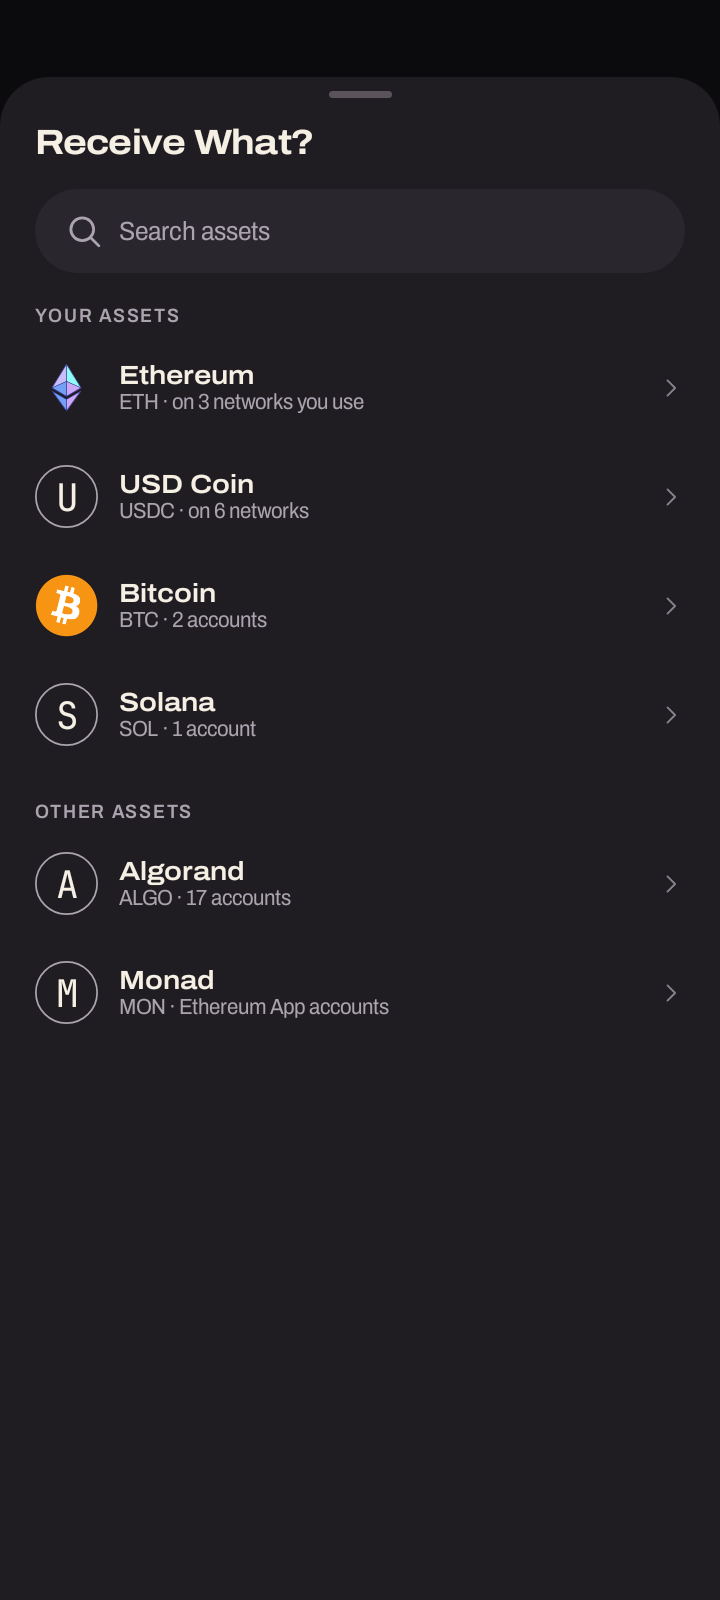 Receive What?
Search assets
YOUR ASSETS
Ethereum
ETH · on 3 networks you use
U
USD Coin
USDC · on 6 networks
Bitcoin
BTC · 2 accounts
S
Solana
SOL · 1 account
OTHER ASSETS
A
Algorand
ALGO · 17 accounts
M
Monad
MON · Ethereum App accounts